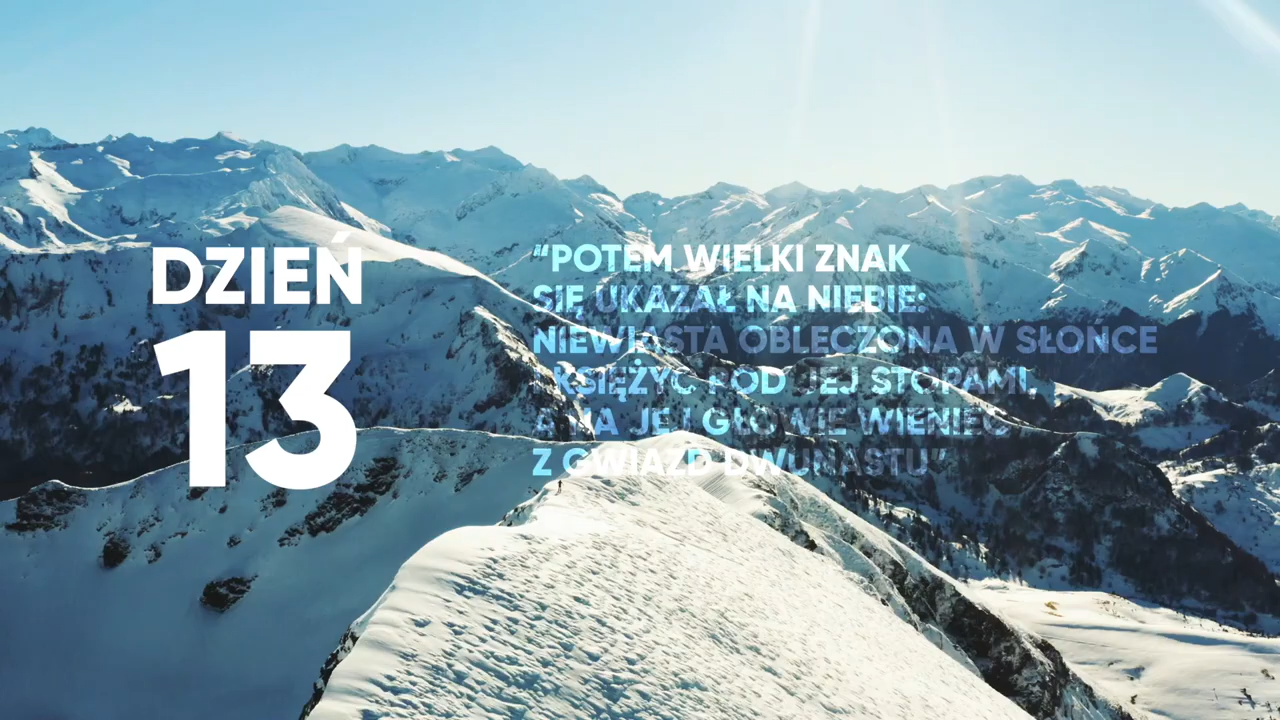 DZIEŃ
13
“POTEM WIELKI ZNAK
SIĘ UKAZAŁ NA NIEBIE:
NIEWIASTA OBLECZONA W SŁOŃCE
I KSIĘŻYC POD JEJ STOPAMI,
A NA JEJ GŁOWIE WIENIEC
Z GWIAZD DWUNASTU”